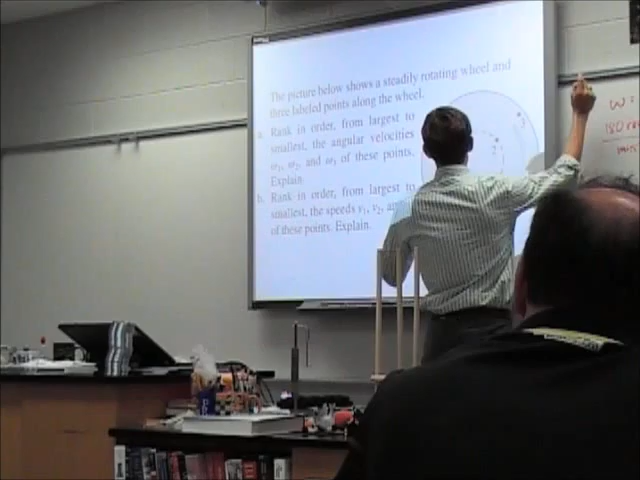 The picture below shows a steadily rotating wheel and
three labeled points along the wheel.
a. Rank in order, from largest to
smallest, the angular velocities
ω₁, ω₂, and ω₃ of these points.
Explain.
b. Rank in order, from largest to
smallest, the speeds v₁, v₂, a
of these points. Explain.
ω =